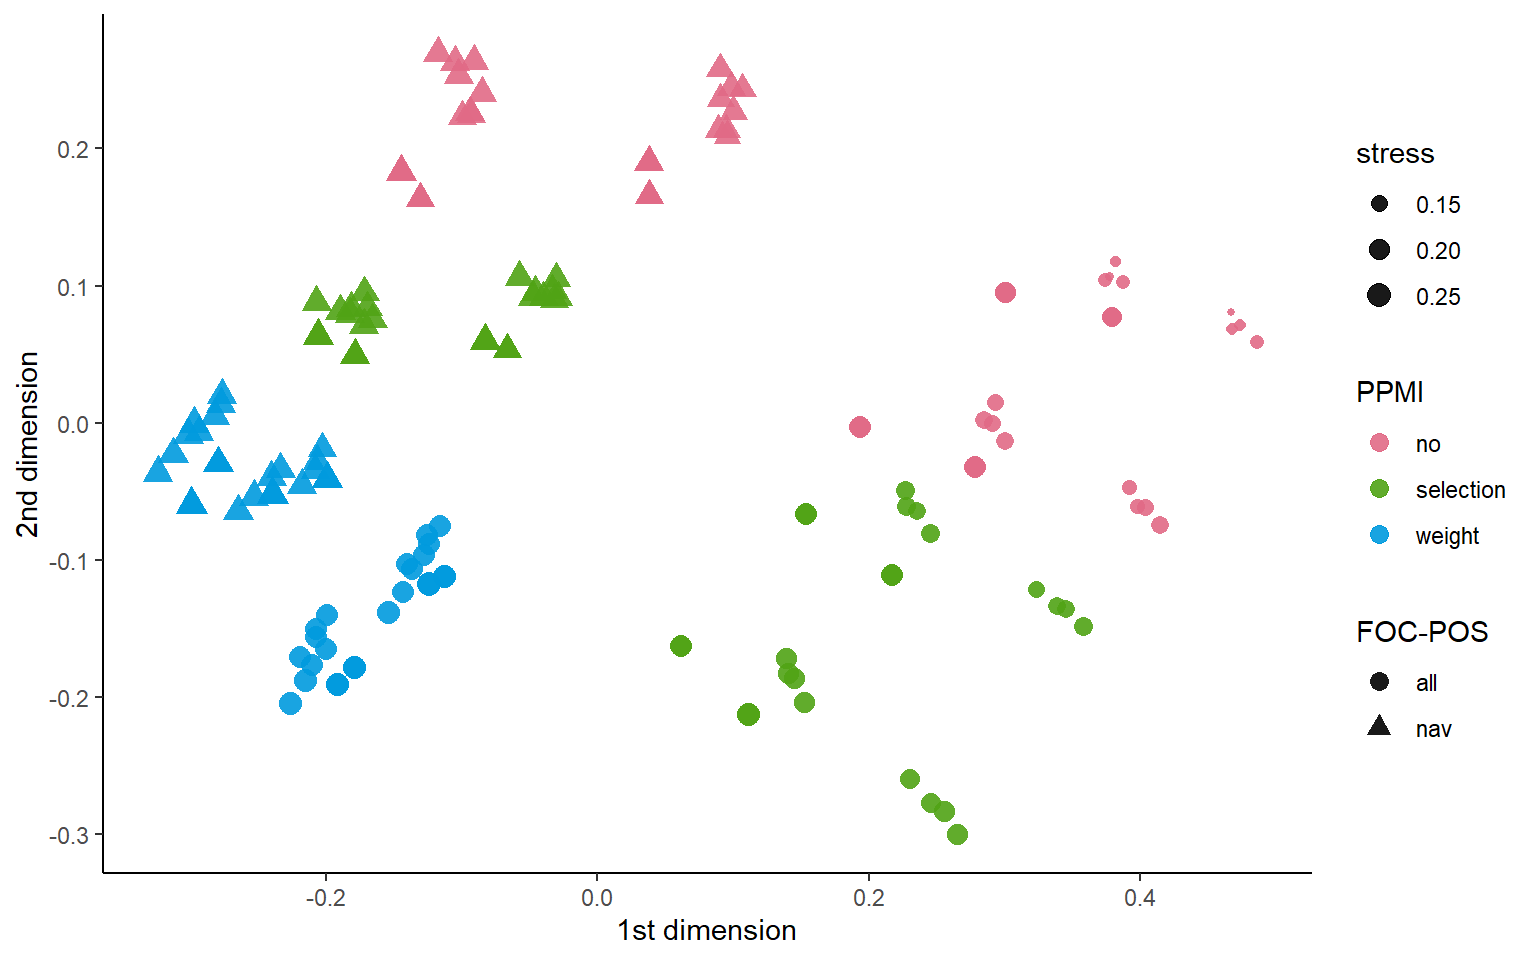 2nd dimension
0.2
0.1
0.0
-0.1
-0.2
-0.3
-0.2
0.0
0.2
0.4
1st dimension
stress
0.15
0.20
0.25
PPMI
no
selection
weight
FOC-POS
all
nav